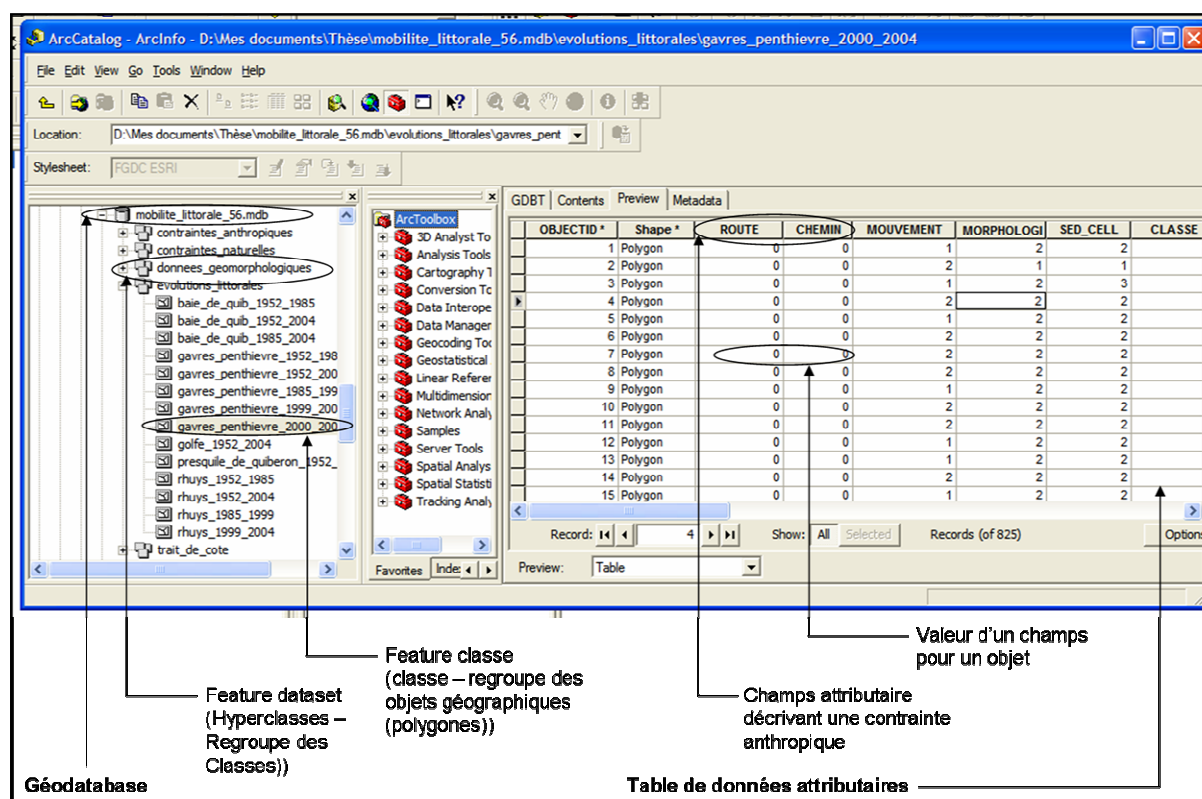 ArcCatalog - ArcInfo - D:\Mes documents\Thèse\mobilite_littorale_56.mdb\evolutions_littorales\gavres_penthievre_2000_2004
File Edit View Go Tools Window Help
Location: D:\Mes documents\Thèse\mobilite_littorale_56.mdb\evolutions_littorales\gavres_pent
Stylesheet: FGDC ESRI
mobilite_littorale_56.mdb
contraintes_anthropiques
contraintes_naturelles
donnees_geomorphologiques
evolutions_littorales
baie_de_quib_1952_1985
baie_de_quib_1952_2004
baie_de_quib_1985_2004
gavres_penthievre_1952_198
gavres_penthievre_1952_200
gavres_penthievre_1985_199
gavres_penthievre_1999_200
gavres_penthievre_2000_200
golfe_1952_2004
presquile_de_quiberon_1952_
rhuys_1952_1985
rhuys_1952_2004
rhuys_1985_1999
rhuys_1999_2004
trait_de_cote
ArcToolbox
3D Analyst To
Analysis Tools
Cartography T
Conversion To
Data Interope
Data Manager
Geocoding Too
Geostatistical
Linear Referer
Multidimension
Network Analy
Samples
Server Tools
Spatial Analys
Spatial Statisti
Tracking Analy
Favorites Inde
GDBT Contents Preview Metadata
OBJECTID * Shape * ROUTE CHEMIN MOUVEMENT MORPHOLOGI SED_CELL CLASSE
1 Polygon 0 0 1 2 2
2 Polygon 0 0 2 1 1
3 Polygon 0 0 1 2 3
4 Polygon 0 0 2 2 2
5 Polygon 0 0 1 2 2
6 Polygon 0 0 2 2 2
7 Polygon 0 0 2 2 2
8 Polygon 0 0 2 2 2
9 Polygon 0 0 1 2 2
10 Polygon 0 0 2 2 2
11 Polygon 0 0 2 2 2
12 Polygon 0 0 1 2 2
13 Polygon 0 0 1 2 2
14 Polygon 0 0 2 2 2
15 Polygon 0 0 1 2 2
Record: 4 Show: All Selected Records (of 825) Options
Preview: Table
Valeur d'un champs
pour un objet
Feature classe
(classe – regroupe des
objets géographiques
(polygones))
Feature dataset
(Hyperclasses –
Regroupe des
Classes))
Champs attributaire
décrivant une contrainte
anthropique
Géodatabase
Table de données attributaires